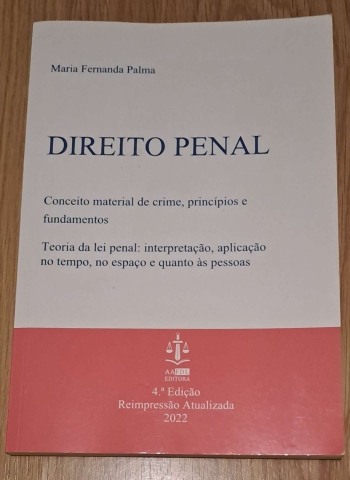 Maria Fernanda Palma
DIREITO PENAL
Conceito material de crime, princípios e
fundamentos
Teoria da lei penal: interpretação, aplicação
no tempo, no espaço e quanto às pessoas
AAFDL
EDITORA
4.ª Edição
Reimpressão Atualizada
2022